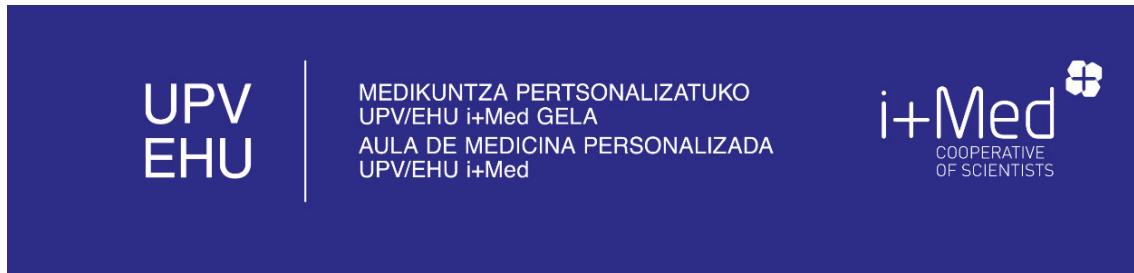 UPV
EHU
MEDIKUNTZA PERTSONALIZATUKO
UPV/EHU i+Med GELA
AULA DE MEDICINA PERSONALIZADA
UPV/EHU i+Med
i+Med
COOPERATIVE
OF SCIENTISTS